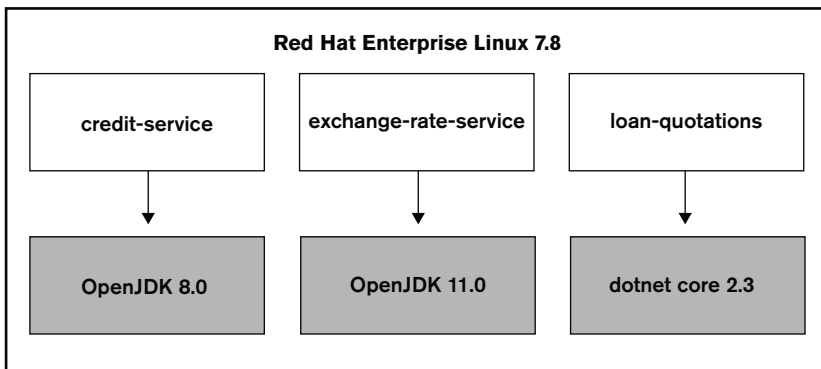 Red Hat Enterprise Linux 7.8
credit-service
exchange-rate-service
loan-quotations
OpenJDK 8.0
OpenJDK 11.0
dotnet core 2.3